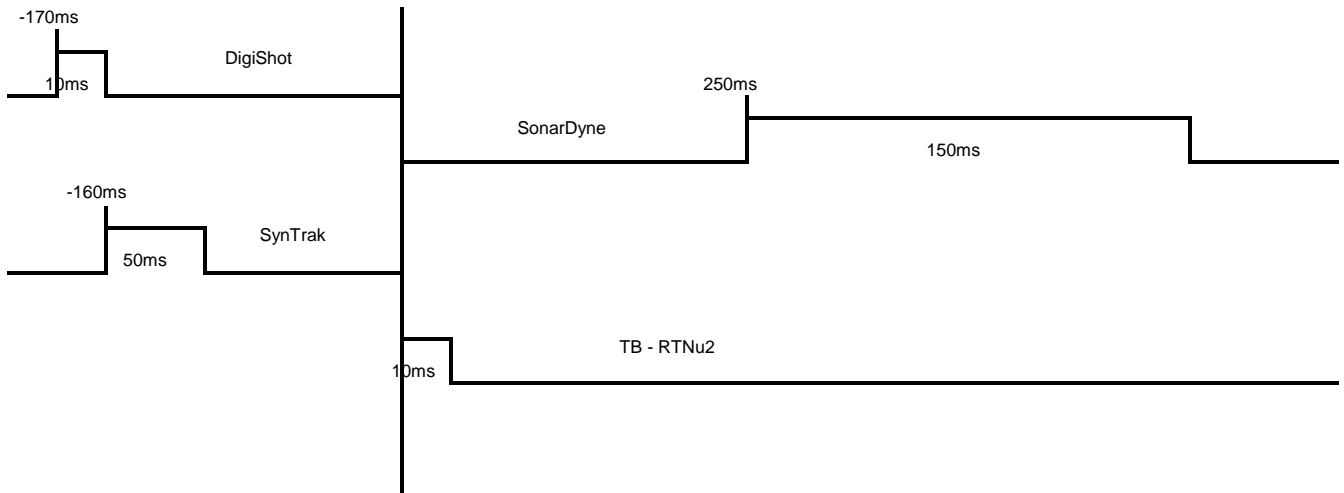 -170ms
DigiShot
10ms
250ms
SonarDyne
150ms
-160ms
SynTrak
50ms
TB - RTNu2
10ms